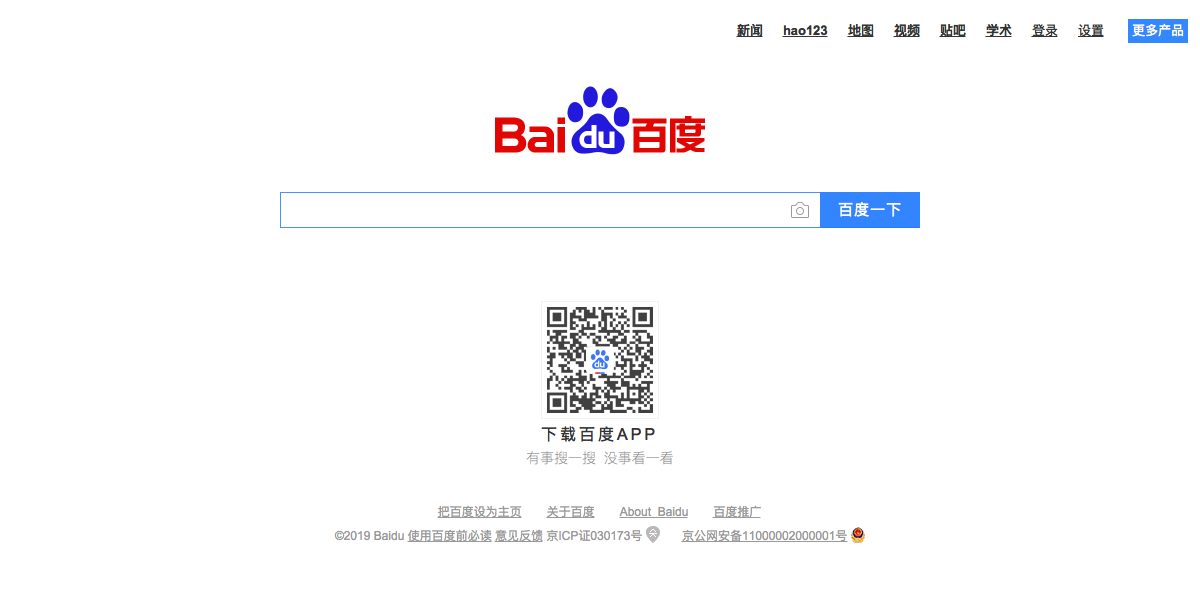 新闻 hao123 地图 视频 贴吧 学术 登录 设置 更多产品
Bai du 百度
百度一下
du
下载百度APP
有事搜一搜 没事看一看
把百度设为主页 关于百度 About Baidu 百度推广
©2019 Baidu 使用百度前必读 意见反馈 京ICP证030173号 京公网安备11000002000001号